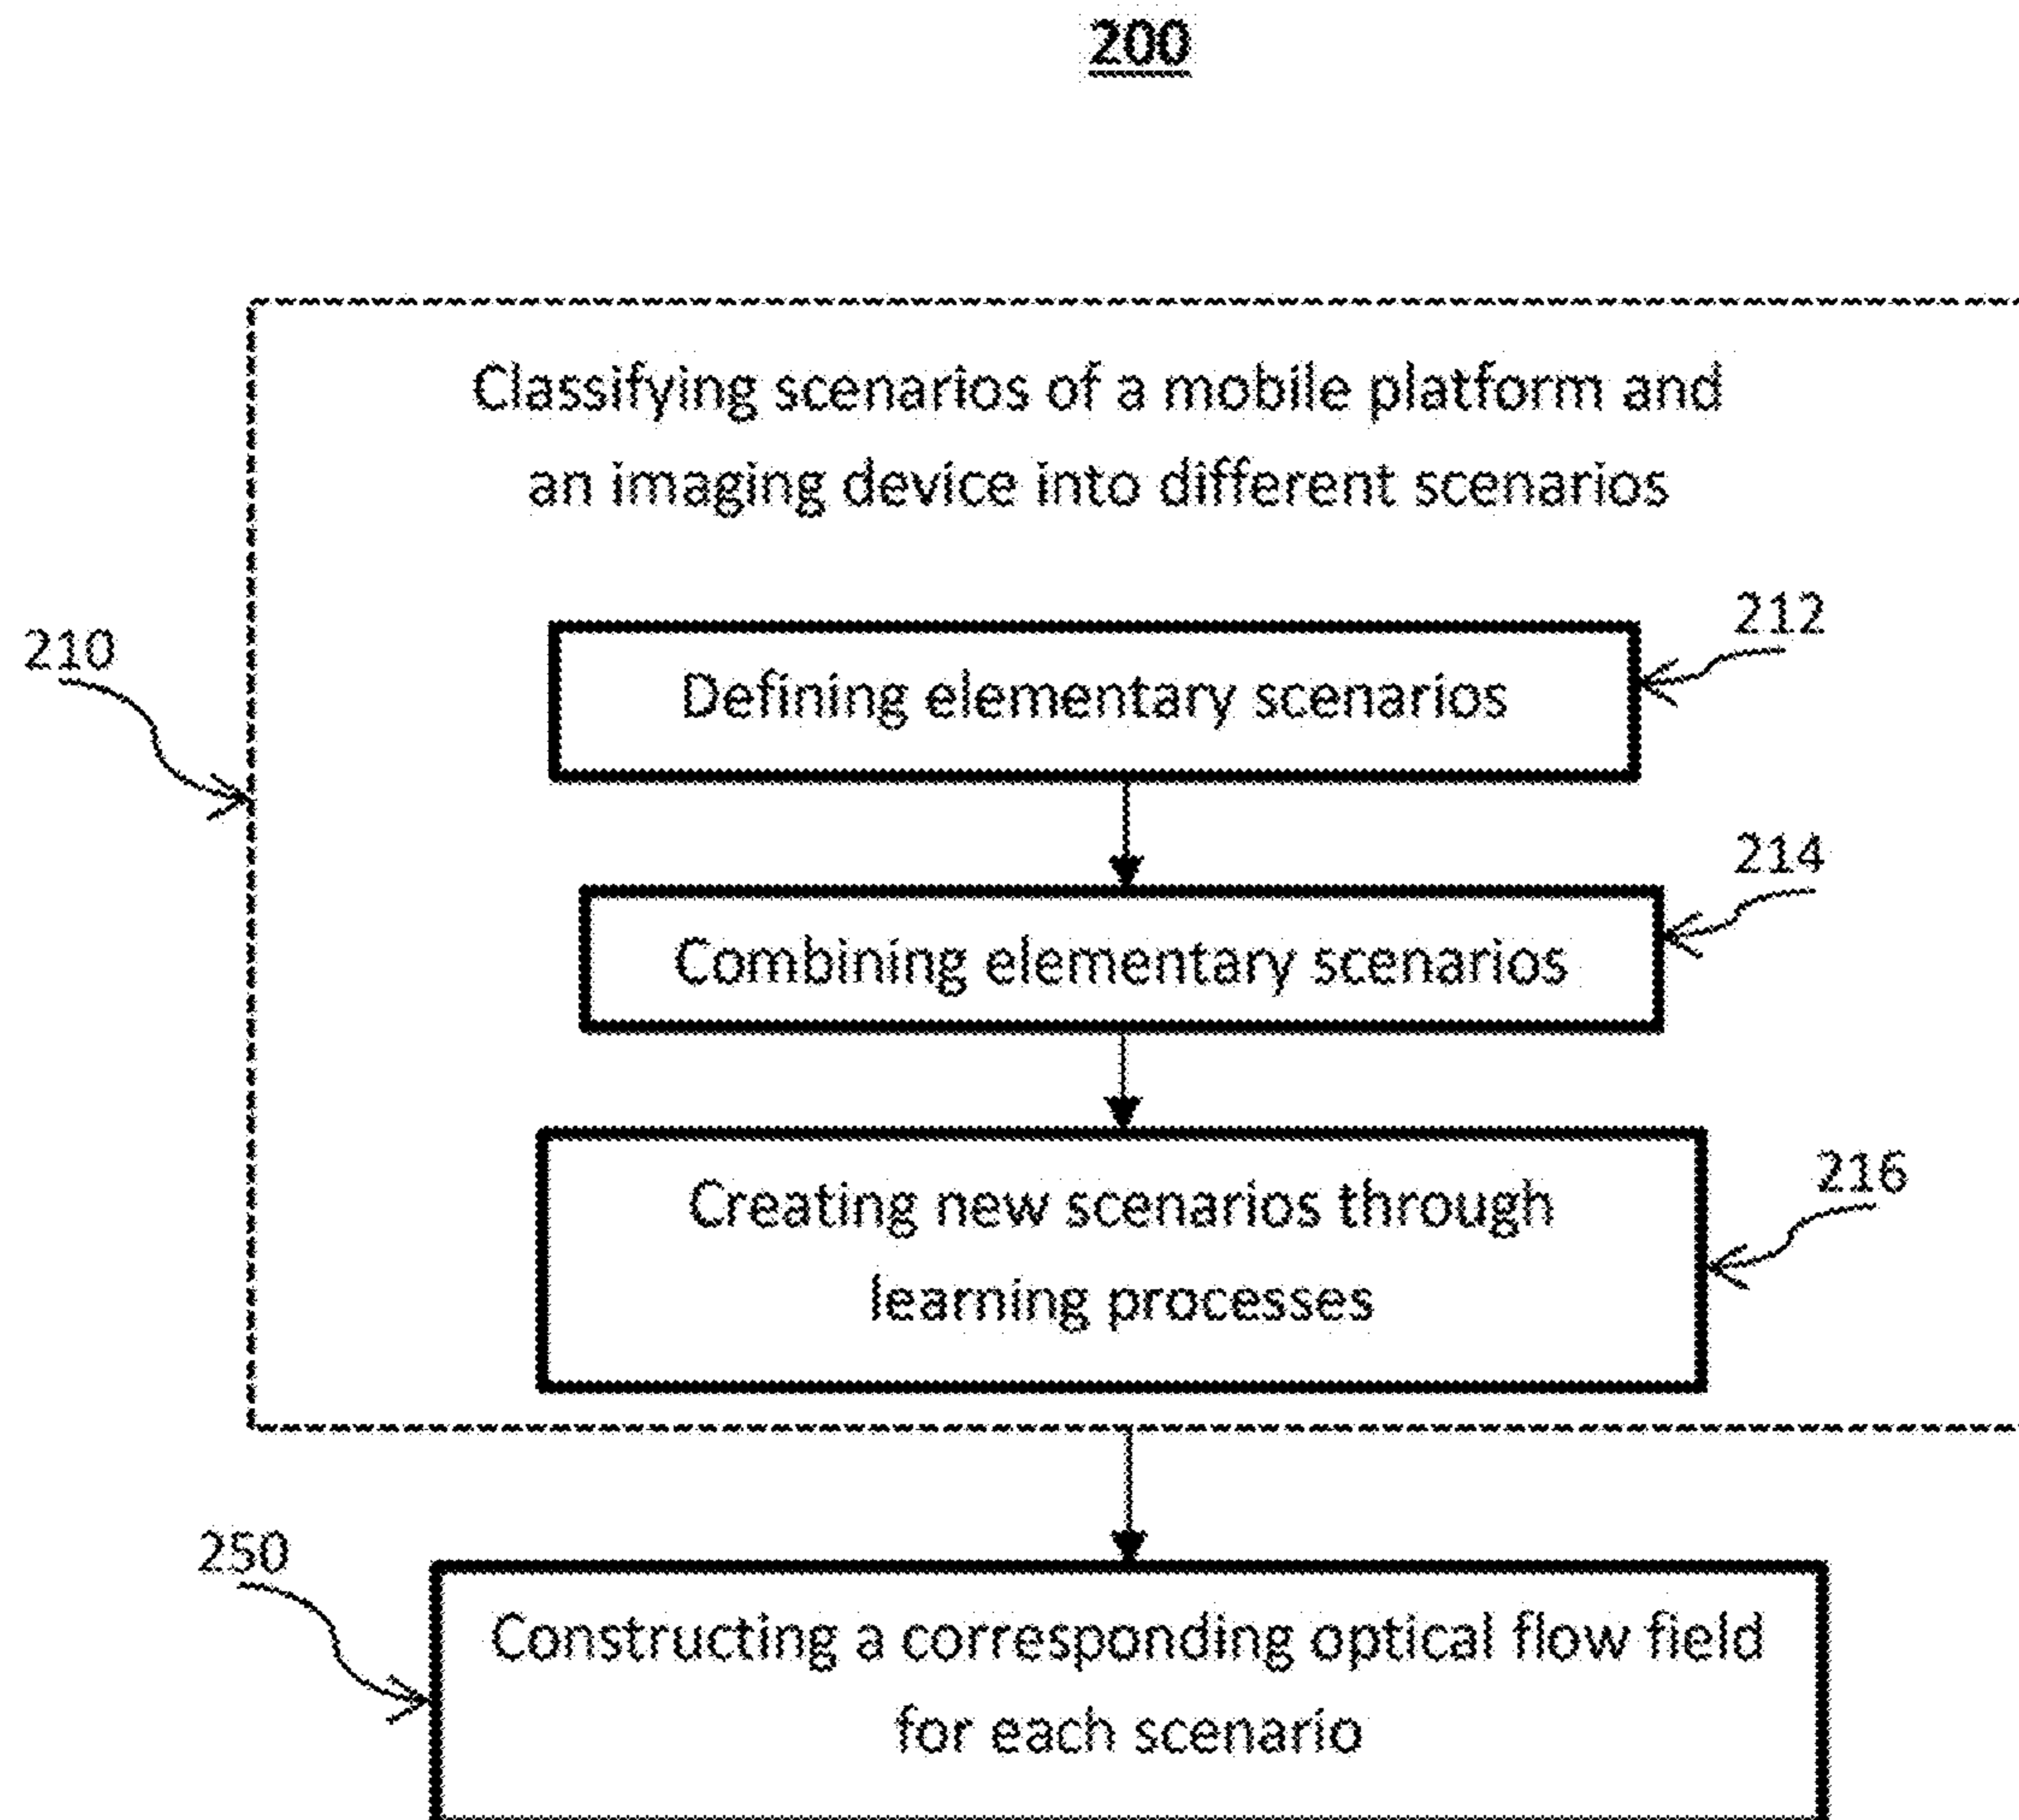 200
Classifying scenarios of a mobile platform and
an imaging device into different scenarios
210
212
Defining elementary scenarios
214
Combining elementary scenarios
216
Creating new scenarios through
learning processes
250
Constructing a corresponding optical flow field
for each scenario